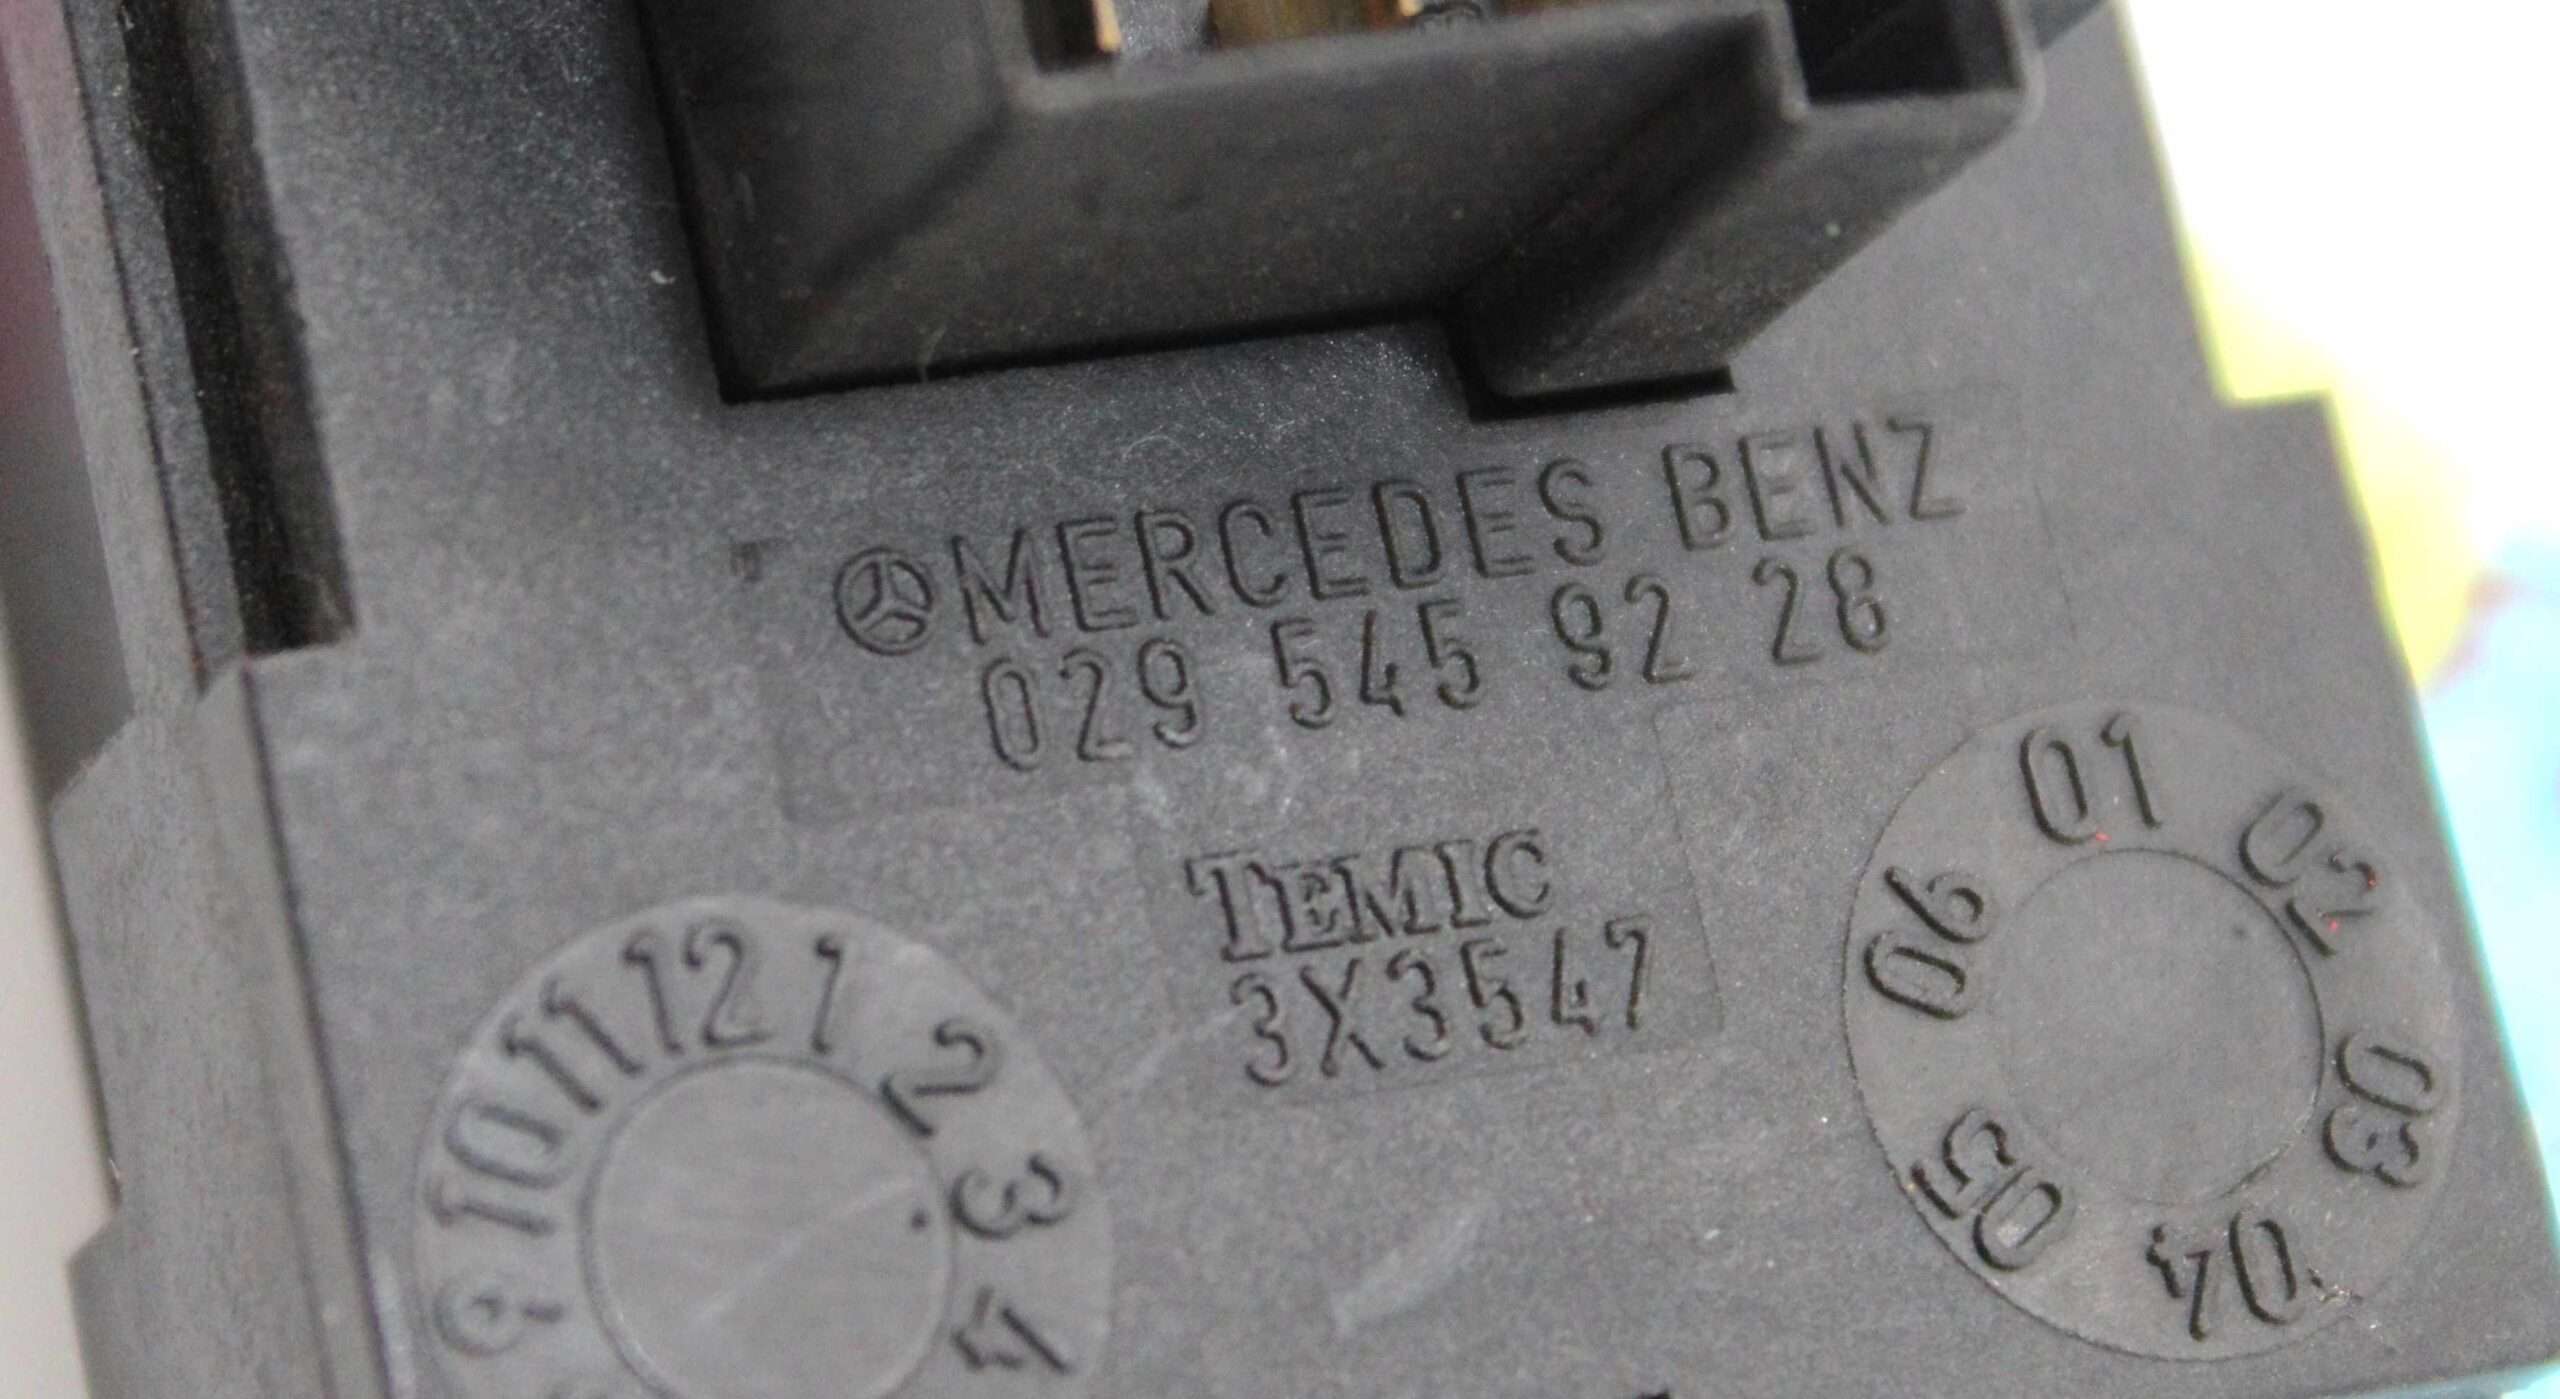 MERCEDES BENZ
029 545 92 28
TEMIC
3X3547
9 10 11 12 1 2 3 4
01 02 03 04 05 06